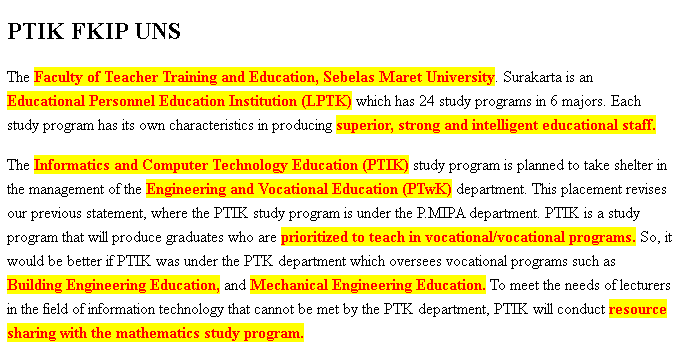 PTIK FKIP UNS
The Faculty of Teacher Training and Education, Sebelas Maret University. Surakarta is an
Educational Personnel Education Institution (LPTK) which has 24 study programs in 6 majors. Each
study program has its own characteristics in producing superior, strong and intelligent educational staff.
The Informatics and Computer Technology Education (PTIK) study program is planned to take shelter in
the management of the Engineering and Vocational Education (PTwK) department. This placement revises
our previous statement, where the PTIK study program is under the P.MIPA department. PTIK is a study
program that will produce graduates who are prioritized to teach in vocational/vocational programs. So, it
would be better if PTIK was under the PTK department which oversees vocational programs such as
Building Engineering Education, and Mechanical Engineering Education. To meet the needs of lecturers
in the field of information technology that cannot be met by the PTK department, PTIK will conduct resource
sharing with the mathematics study program.